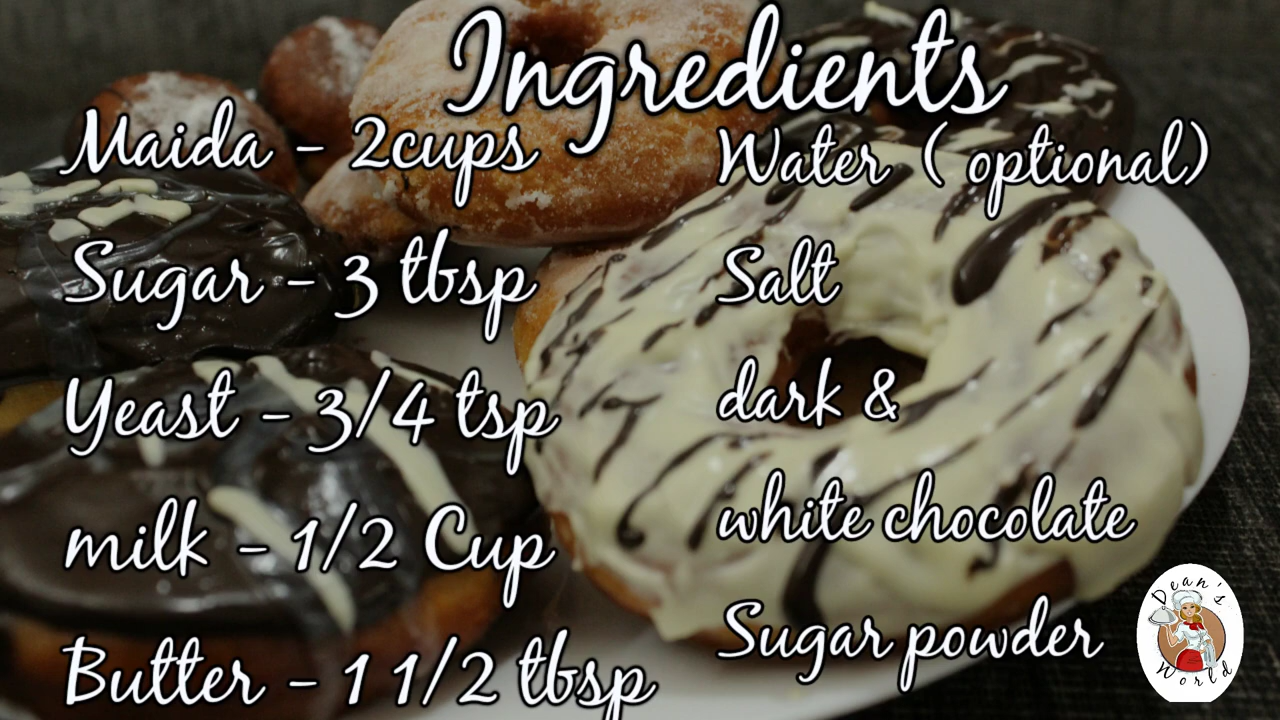 Ingredients
Maida - 2cups
Sugar - 3 tbsp
Yeast - 3/4 tsp
milk - 1/2 Cup
Butter - 1 1/2 tbsp
Water ( optional)
Salt
dark &
white chocolate
Sugar powder
Dean's
World